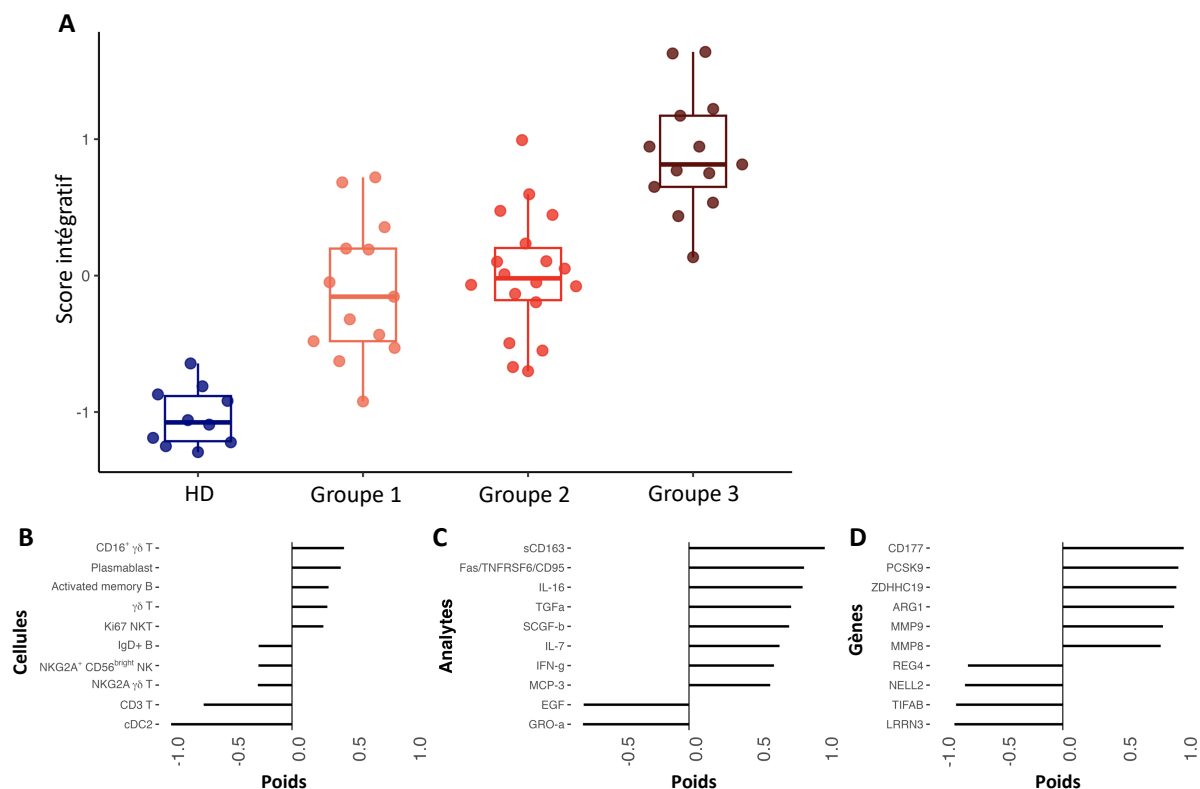 A
Score intégratif
1
0
-1
HD
Groupe 1
Groupe 2
Groupe 3
B
Cellules
CD16+ γδ T
Plasmablast
Activated memory B
γδ T
Ki67 NKT
IgD+ B
NKG2A+ CD56bright NK
NKG2A γδ T
CD3 T
cDC2
-1.0
-0.5
0.0
0.5
1.0
Poids
C
Analytes
sCD163
Fas/TNFRSF6/CD95
IL-16
TGFa
SCGF-b
IL-7
IFN-g
MCP-3
EGF
GRO-a
-0.5
0.0
0.5
1.0
Poids
D
Gènes
CD177
PCSK9
ZDHHC19
ARG1
MMP9
MMP8
REG4
NELL2
TIFAB
LRRN3
-1.0
-0.5
0.0
0.5
1.0
Poids